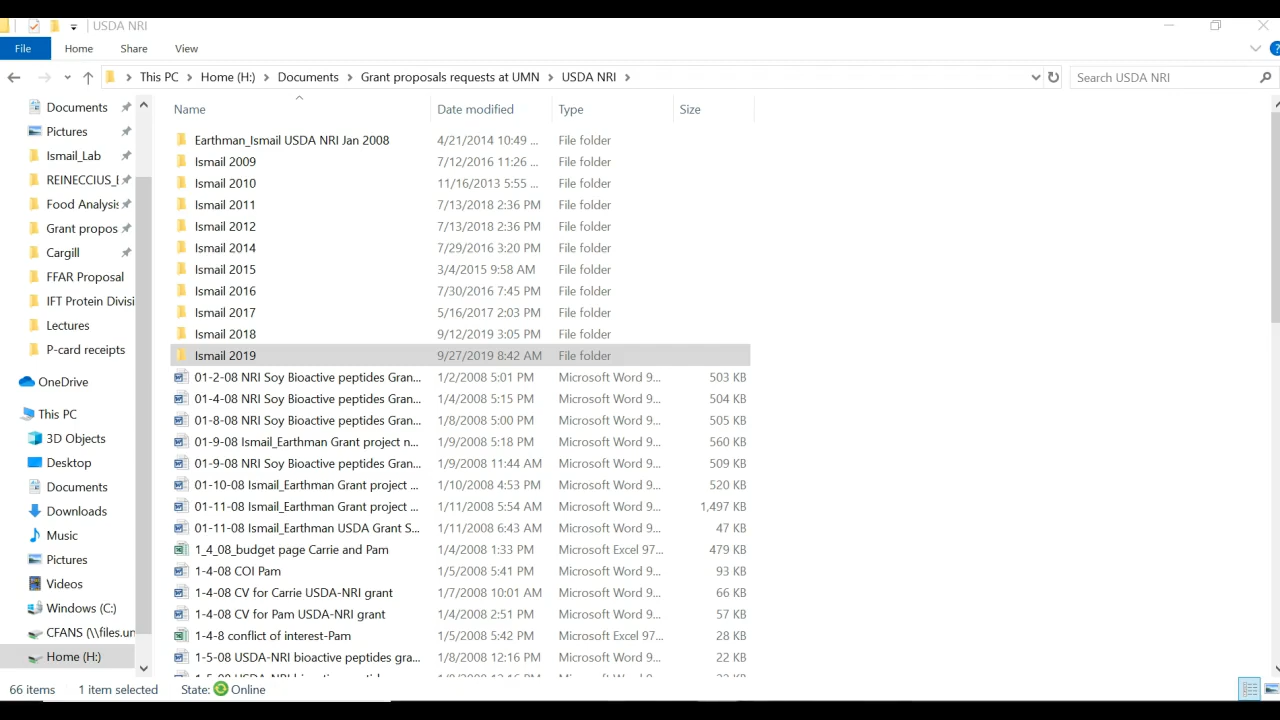 USDA NRI
File Home Share View
This PC Home (H:) Documents Grant proposals requests at UMN USDA NRI Search USDA NRI
Name Date modified Type Size
Documents
Pictures
Ismail_Lab
REINECCIUS_
Food Analysis
Grant propos
Cargill
FFAR Proposal
IFT Protein Divisi
Lectures
P-card receipts
OneDrive
This PC
3D Objects
Desktop
Documents
Downloads
Music
Pictures
Videos
Windows (C:)
CFANS (\\files.un
Home (H:)
Earthman_Ismail USDA NRI Jan 2008 4/21/2014 10:49 ... File folder
Ismail 2009 7/12/2016 11:26 ... File folder
Ismail 2010 11/16/2013 5:55 ... File folder
Ismail 2011 7/13/2018 2:36 PM File folder
Ismail 2012 7/13/2018 2:36 PM File folder
Ismail 2014 7/29/2016 3:20 PM File folder
Ismail 2015 3/4/2015 9:58 AM File folder
Ismail 2016 7/30/2016 7:45 PM File folder
Ismail 2017 5/16/2017 2:03 PM File folder
Ismail 2018 9/12/2019 3:05 PM File folder
Ismail 2019 9/27/2019 8:42 AM File folder
01-2-08 NRI Soy Bioactive peptides Gran... 1/2/2008 5:01 PM Microsoft Word 9... 503 KB
01-4-08 NRI Soy Bioactive peptides Gran... 1/4/2008 5:15 PM Microsoft Word 9... 504 KB
01-8-08 NRI Soy Bioactive peptides Gran... 1/8/2008 5:00 PM Microsoft Word 9... 505 KB
01-9-08 Ismail_Earthman Grant project n... 1/9/2008 5:18 PM Microsoft Word 9... 560 KB
01-9-08 NRI Soy Bioactive peptides Gran... 1/9/2008 11:44 AM Microsoft Word 9... 509 KB
01-10-08 Ismail_Earthman Grant project ... 1/10/2008 4:53 PM Microsoft Word 9... 520 KB
01-11-08 Ismail_Earthman Grant project ... 1/11/2008 5:54 AM Microsoft Word 9... 1,497 KB
01-11-08 Ismail_Earthman USDA Grant S... 1/11/2008 6:43 AM Microsoft Word 9... 47 KB
1_4_08_budget page Carrie and Pam 1/4/2008 1:33 PM Microsoft Excel 97... 479 KB
1-4-08 COI Pam 1/5/2008 5:41 PM Microsoft Word 9... 93 KB
1-4-08 CV for Carrie USDA-NRI grant 1/7/2008 10:01 AM Microsoft Word 9... 66 KB
1-4-08 CV for Pam USDA-NRI grant 1/4/2008 2:51 PM Microsoft Word 9... 57 KB
1-4-8 conflict of interest-Pam 1/5/2008 5:42 PM Microsoft Excel 97... 28 KB
1-5-08 USDA-NRI bioactive peptides gra... 1/8/2008 12:16 PM Microsoft Word 9... 22 KB
66 items 1 item selected State: Online